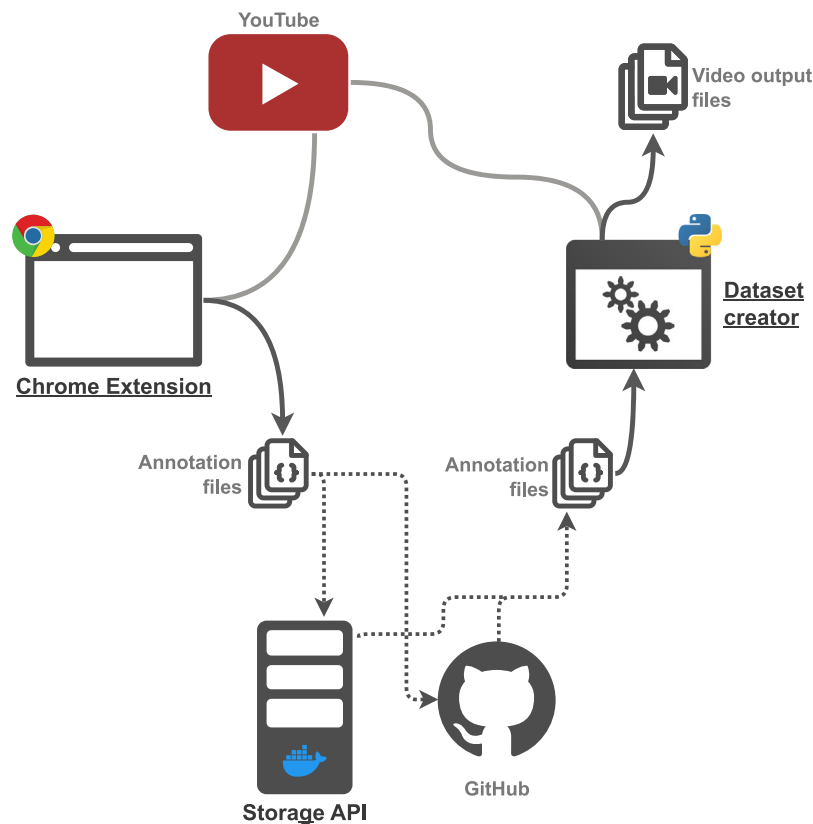 YouTube
Video output
files
Dataset
creator
Chrome Extension
Annotation
files
{}
Annotation
files
{}
Storage API
GitHub